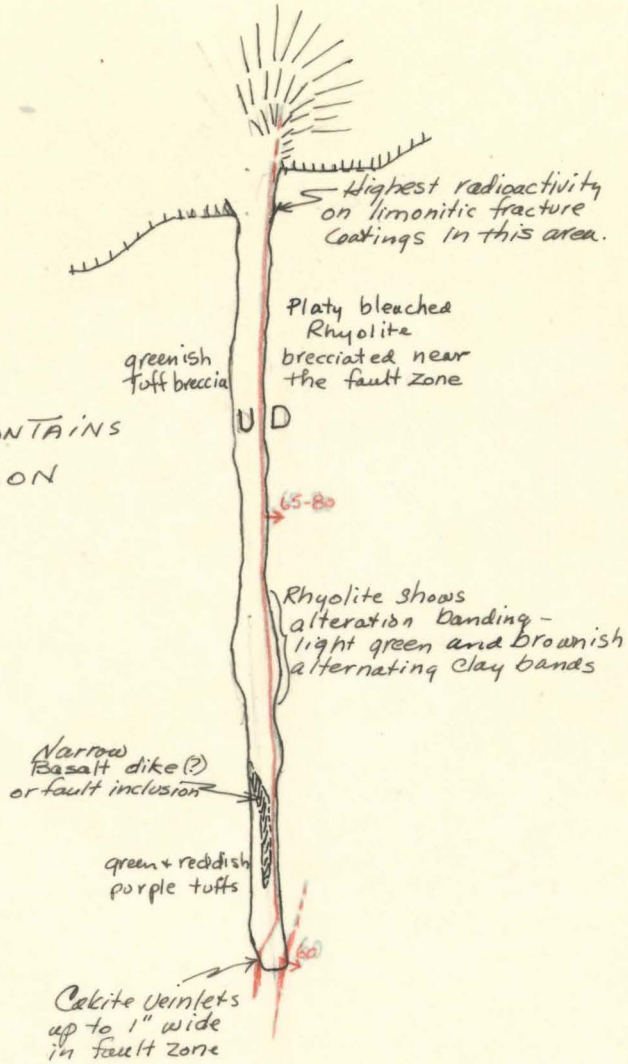 Highest radioactivity
on limonitic fracture
coatings in this area.
Platy bleached
Rhyolite
brecciated near
the fault zone
greenish
tuff breccia
U D
NTAINS
ON
65-80
Rhyolite shows
alteration banding -
light green and brownish
alternating clay bands
Narrow
Basalt dike (?)
or fault inclusion
green + reddish
purple tufts
60
Calcite veinlets
up to 1" wide
in fault zone